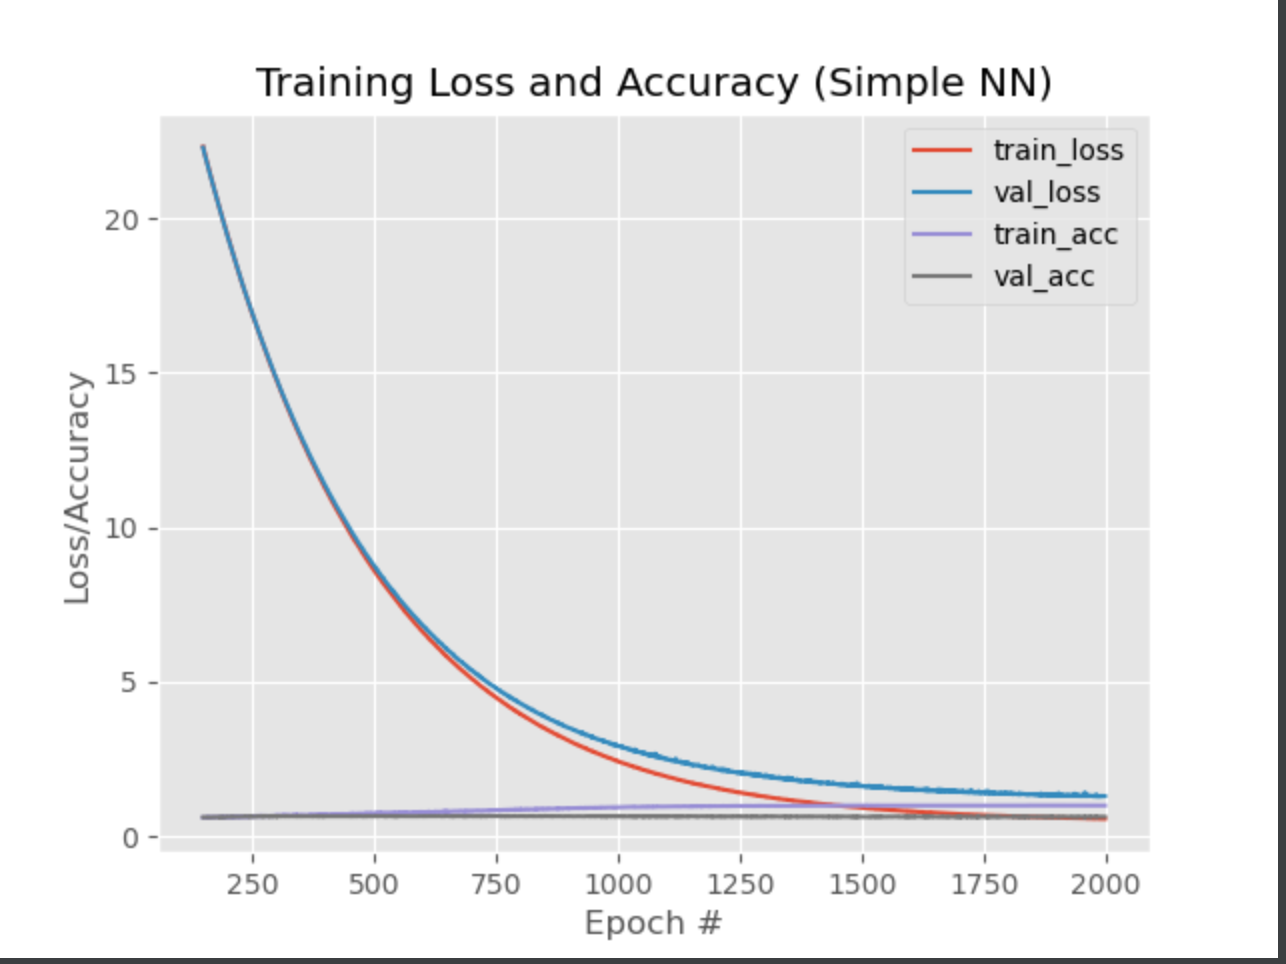 Training Loss and Accuracy (Simple NN)
train_loss
val_loss
train_acc
val_acc
20
15
10
5
0
Loss/Accuracy
250 500 750 1000 1250 1500 1750 2000
Epoch #